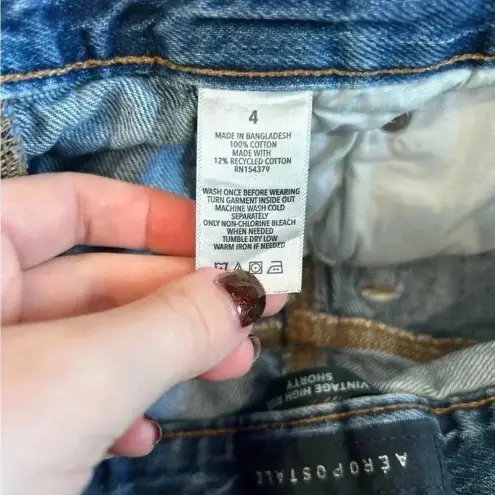 4
MADE IN BANGLADESH
100% COTTON
MADE WITH
12% RECYCLED COTTON
RN154379
WASH ONCE BEFORE WEARING
TURN GARMENT INSIDE OUT
MACHINE WASH COLD
SEPARATELY
ONLY NON-CHLORINE BLEACH
WHEN NEEDED
TUMBLE DRY LOW
WARM IRON IF NEEDED
VINTAGE HIGH
SHORTY
AÉROPOSTALE